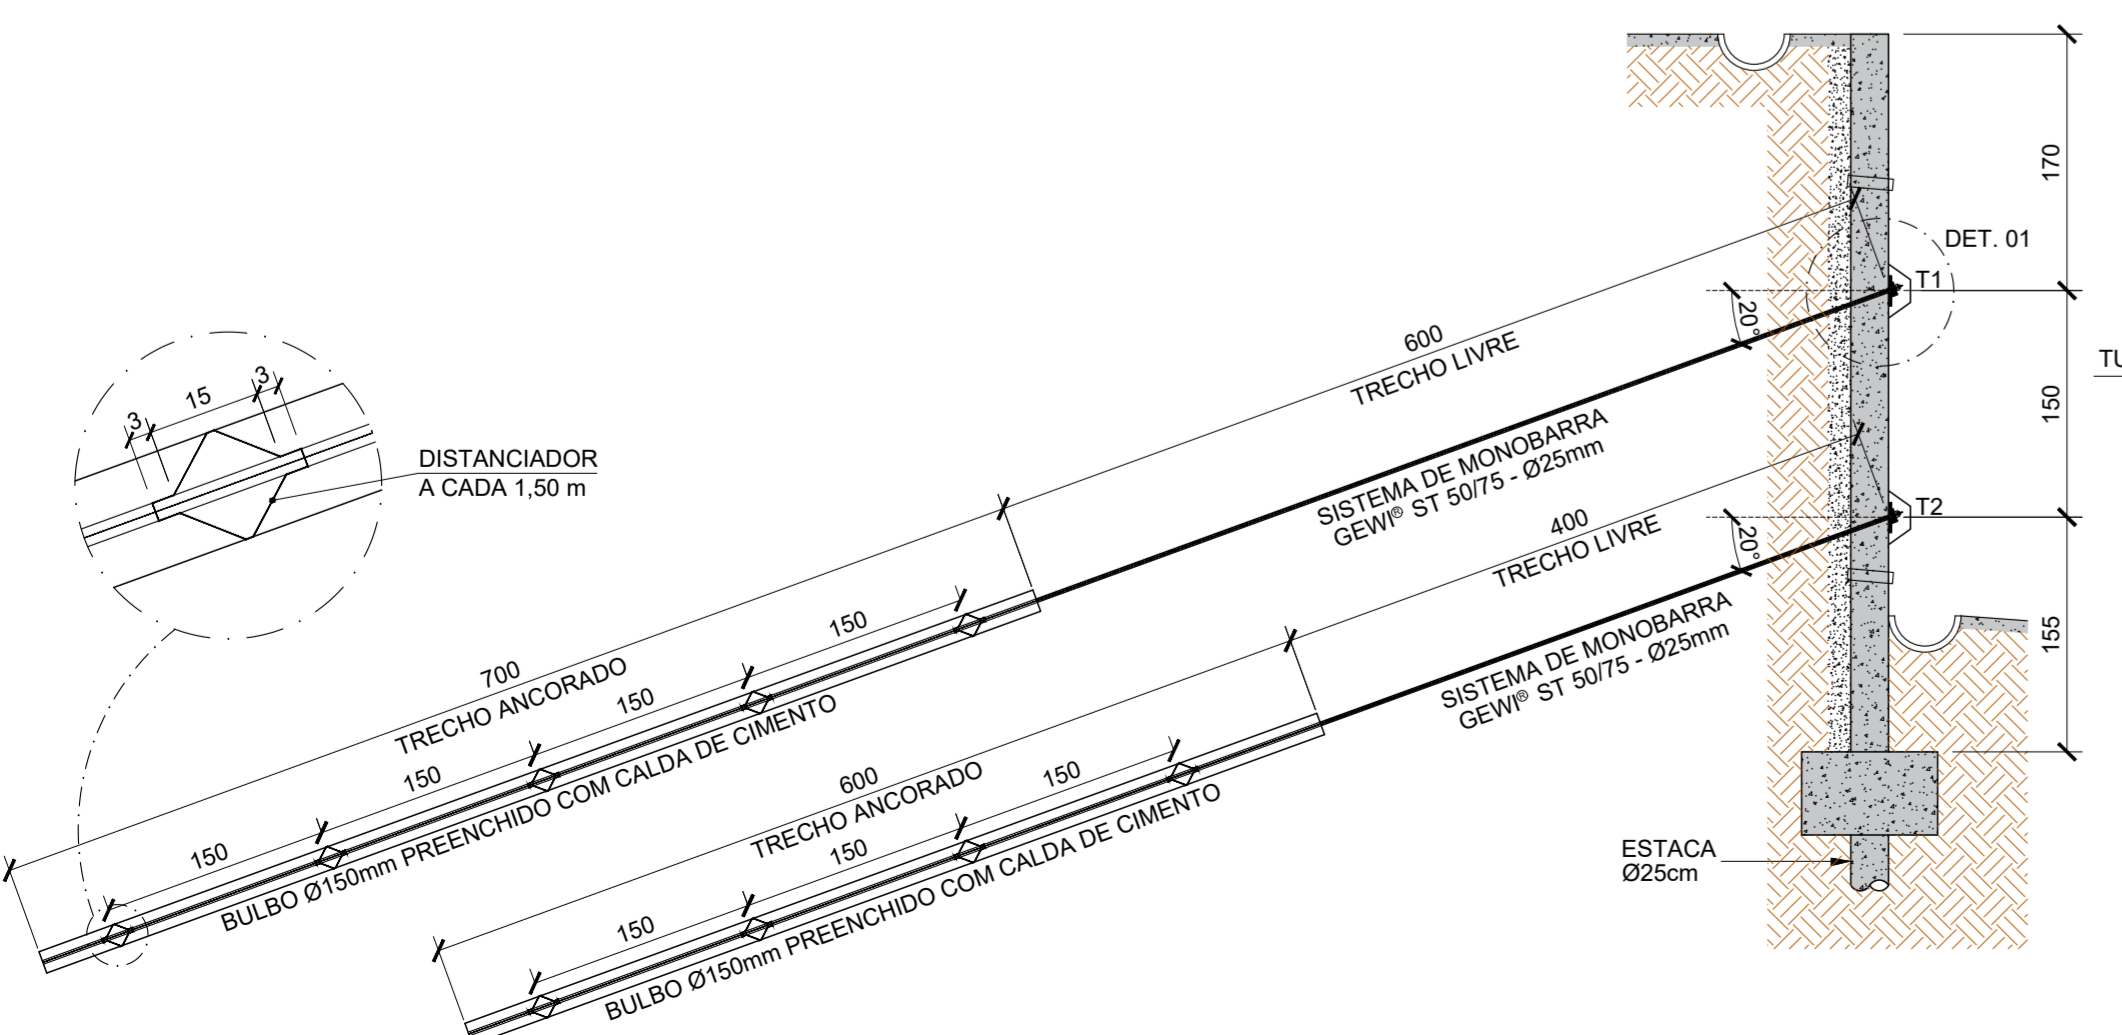 170
DET. 01
T1
20°
600
TRECHO LIVRE
SISTEMA DE MONOBARRA
GEWI® ST 50/75 - Ø25mm
TU
150
3
15
3
DISTANCIADOR
A CADA 1,50 m
T2
20°
400
TRECHO LIVRE
SISTEMA DE MONOBARRA
GEWI® ST 50/75 - Ø25mm
155
700
TRECHO ANCORADO
150
150
150
150
BULBO Ø150mm PREENCHIDO COM CALDA DE CIMENTO
600
TRECHO ANCORADO
150
150
150
BULBO Ø150mm PREENCHIDO COM CALDA DE CIMENTO
ESTACA
Ø25cm